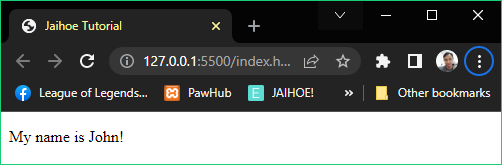 Jaihoe Tutorial
127.0.0.1:5500/index.h...
League of Legends... PawHub JAIHOE! » Other bookmarks
My name is John!